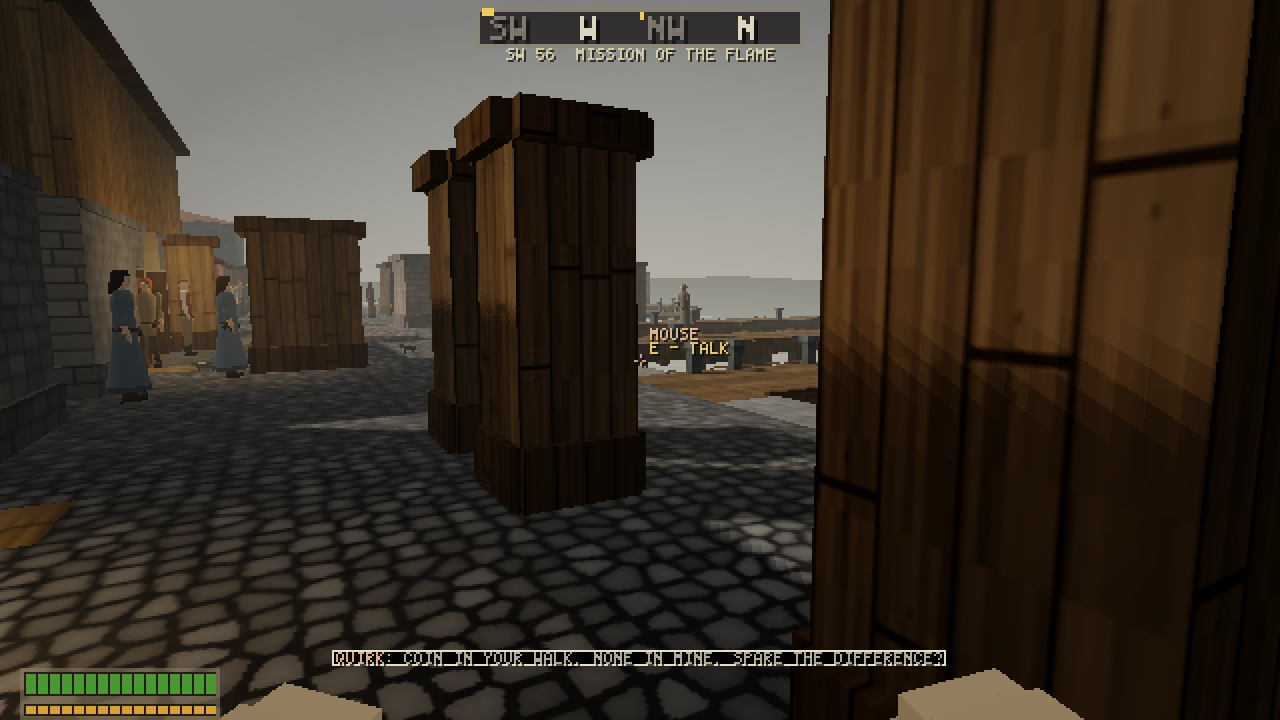 SW W NW N
SW 56 MISSION OF THE FLAME
MOUSE
E - TALK
QUIRK: COIN IN YOUR WALK, NONE IN MINE, SPARE THE DIFFERENCE?